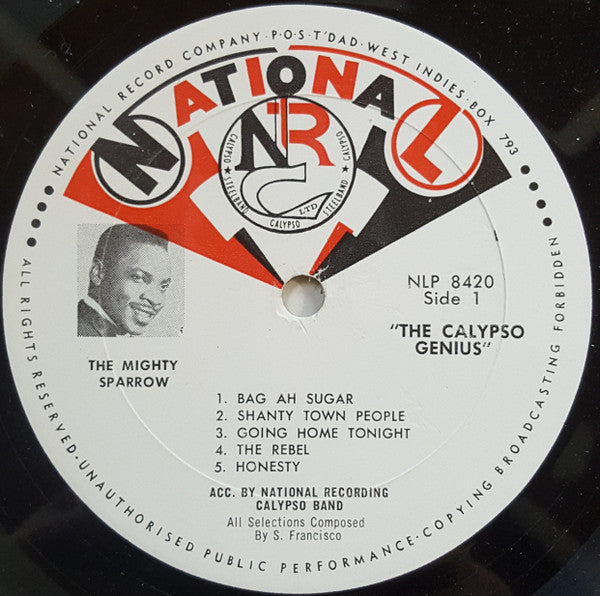 NATIONAL RECORD COMPANY · P·O·S·T'DAD · WEST INDIES · BOX 793
NATIONAL
NRC
LTD
CALYPSO ★ STEELBAND ★ CALYPSO ★ STEELBAND ★ CALYPSO
NLP 8420
Side 1
"THE CALYPSO
GENIUS"
THE MIGHTY
SPARROW
1. BAG AH SUGAR
2. SHANTY TOWN PEOPLE
3. GOING HOME TONIGHT
4. THE REBEL
5. HONESTY
ACC. BY NATIONAL RECORDING
CALYPSO BAND
All Selections Composed
By S. Francisco
ALL RIGHTS RESERVED·UNAUTHORISED PUBLIC PERFORMANCE·COPYING BROADCASTING FORBIDDEN